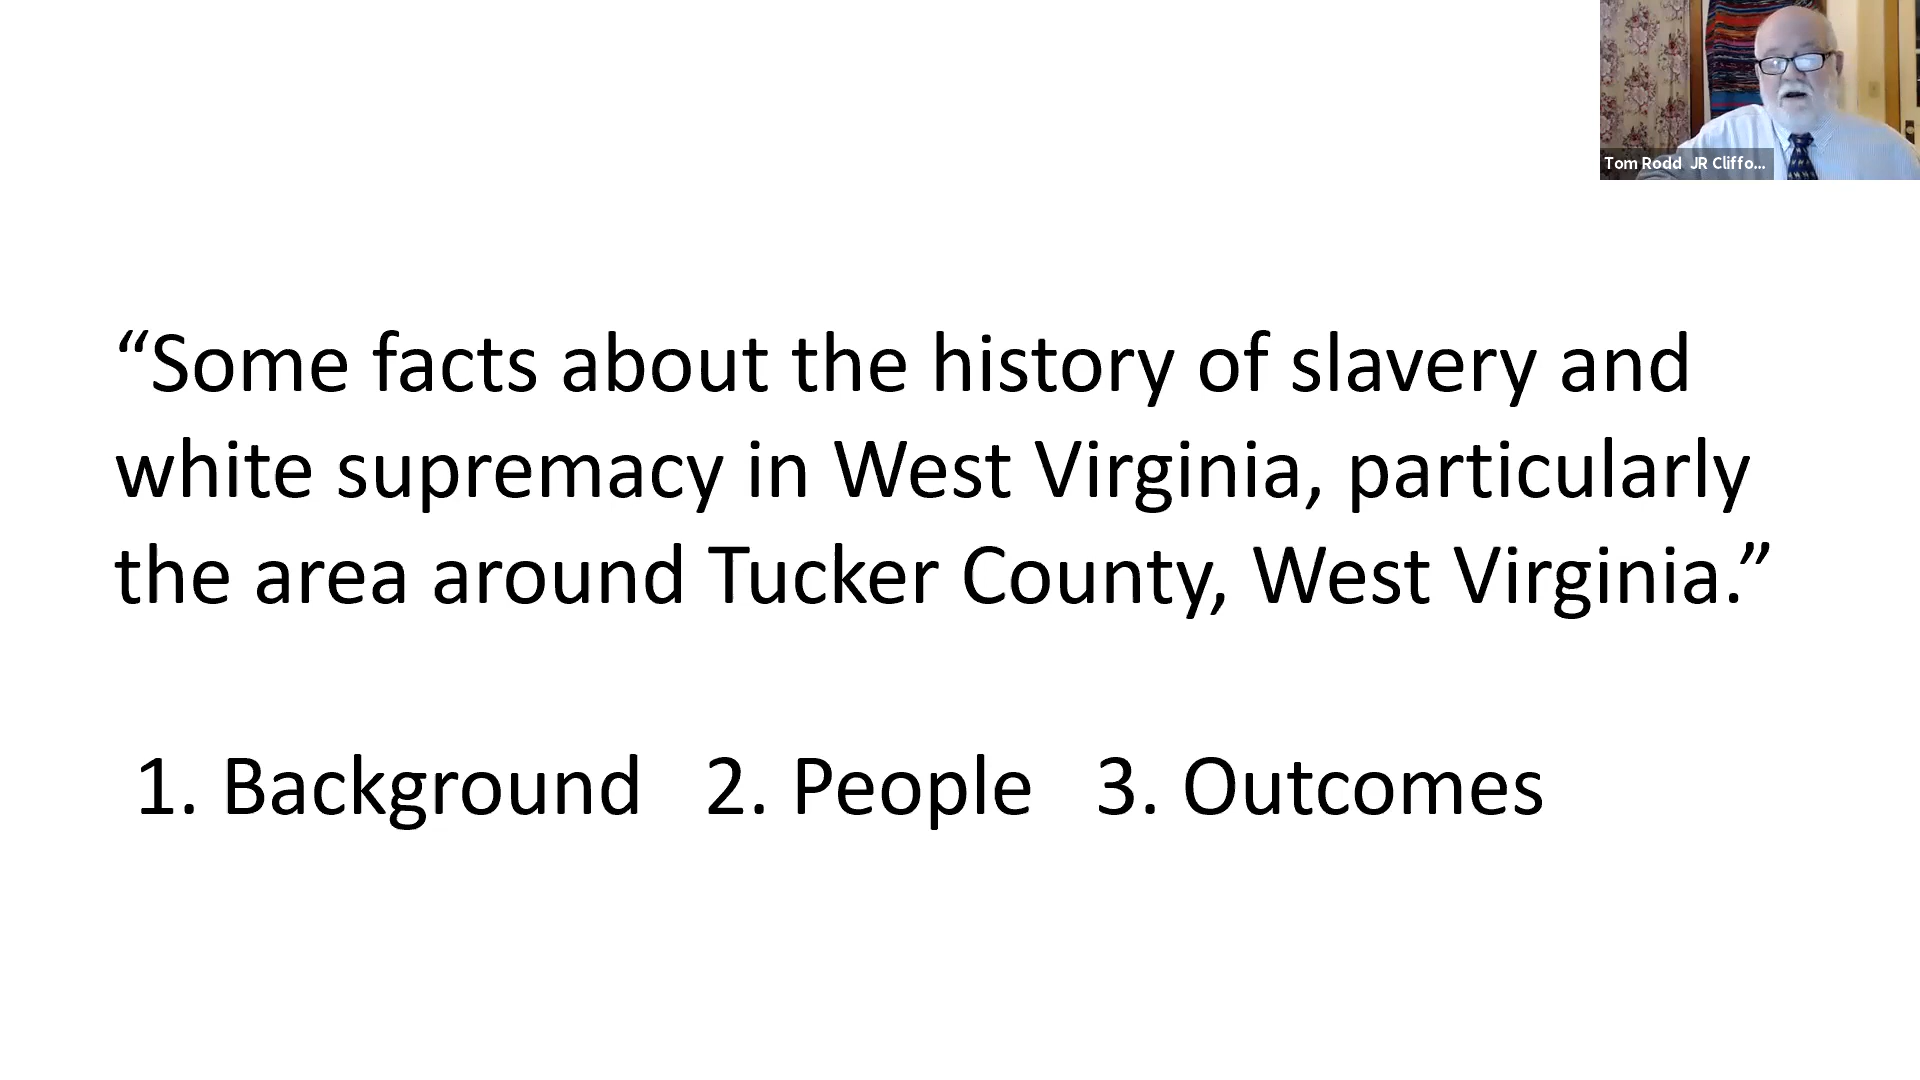 Tom Rodd JR Cliffo...
“Some facts about the history of slavery and
white supremacy in West Virginia, particularly
the area around Tucker County, West Virginia.”
1. Background 2. People 3. Outcomes